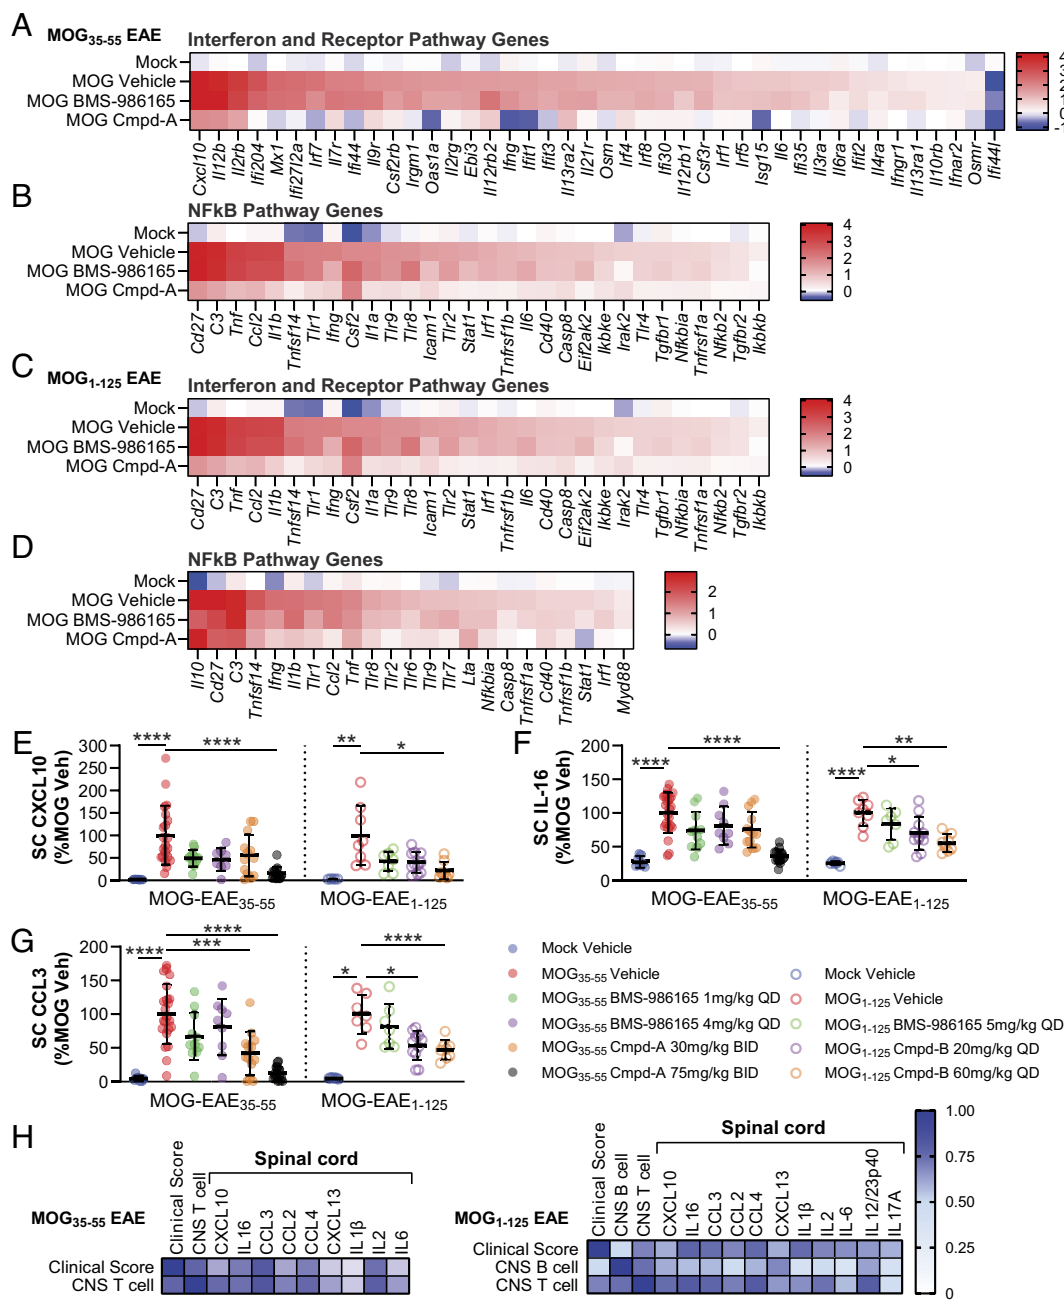 A
MOG35-55 EAE
Interferon and Receptor Pathway Genes
Mock
MOG Vehicle
MOG BMS-986165
MOG Cmpd-A
4
3
2
1
0
-1
Cxcl10 Il12b Il2rb Ifi204 Mx1 Ifi27l2a Irf7 Il7r Ifi44 Il9r Csf2rb Irgm1 Oas1a Il2rg Ebi3 Il12rb2 Ifng Ifit1 Ifit3 Il13ra2 Il21r Osm Irf4 Irf8 Ifi30 Il12rb1 Csf3r Irf1 Irf5 Isg15 Il6 Ifi35 Il3ra Il6ra Ifit2 Il4ra Ifngr1 Il13ra1 Il10rb Ifnar2 Osmr Ifi44l
B
NFkB Pathway Genes
Mock
MOG Vehicle
MOG BMS-986165
MOG Cmpd-A
4
3
2
1
0
Cd27 C3 Tnf Ccl2 Il1b Tnfsf14 Tlr1 Ifng Csf2 Il1a Tlr9 Tlr8 Icam1 Tlr2 Stat1 Irf1 Tnfrsf1b Il6 Cd40 Casp8 Eif2ak2 Ikbke Irak2 Tlr4 Tgfbr1 Nfkbia Tnfrsf1a Nfkb2 Tgfbr2 Ikbkb
C
MOG1-125 EAE
Interferon and Receptor Pathway Genes
Mock
MOG Vehicle
MOG BMS-986165
MOG Cmpd-A
4
3
2
1
0
Cd27 C3 Tnf Ccl2 Il1b Tnfsf14 Tlr1 Ifng Csf2 Il1a Tlr9 Tlr8 Icam1 Tlr2 Stat1 Irf1 Tnfrsf1b Il6 Cd40 Casp8 Eif2ak2 Ikbke Irak2 Tlr4 Tgfbr1 Nfkbia Tnfrsf1a Nfkb2 Tgfbr2 Ikbkb
D
NFkB Pathway Genes
Mock
MOG Vehicle
MOG BMS-986165
MOG Cmpd-A
2
1
0
Il10 Cd27 C3 Tnfsf14 Ifng Il1b Tlr1 Ccl2 Tnf Tlr8 Tlr2 Tlr6 Tlr9 Tlr7 Lta Nfkbia Casp8 Tnfrsf1a Cd40 Tnfrsf1b Stat1 Irf1 Myd88
E
SC CXCL10
(%MOG Veh)
300
250
200
150
100
50
0
**** **** ** *
MOG-EAE35-55 MOG-EAE1-125
F
SC IL-16
(%MOG Veh)
200
150
100
50
0
**** **** **** * **
MOG-EAE35-55 MOG-EAE1-125
G
SC CCL3
(%MOG Veh)
200
150
100
50
0
**** *** **** * * ****
MOG-EAE35-55 MOG-EAE1-125
Mock Vehicle
MOG35-55 Vehicle
MOG35-55 BMS-986165 1mg/kg QD
MOG35-55 BMS-986165 4mg/kg QD
MOG35-55 Cmpd-A 30mg/kg BID
MOG35-55 Cmpd-A 75mg/kg BID
Mock Vehicle
MOG1-125 Vehicle
MOG1-125 BMS-986165 5mg/kg QD
MOG1-125 Cmpd-B 20mg/kg QD
MOG1-125 Cmpd-B 60mg/kg QD
H
MOG35-55 EAE
Spinal cord
Clinical Score CNS T cell CXCL10 IL16 CCL3 CCL2 CCL4 CXCL13 IL1β IL2 IL6
Clinical Score
CNS T cell
MOG1-125 EAE
Spinal cord
Clinical Score CNS B cell CNS T cell CXCL10 IL16 CCL3 CCL2 CCL4 CXCL13 IL1β IL2 IL-6 IL12/23p40 IL17A
Clinical Score
CNS B cell
CNS T cell
1.00
0.75
0.50
0.25
0